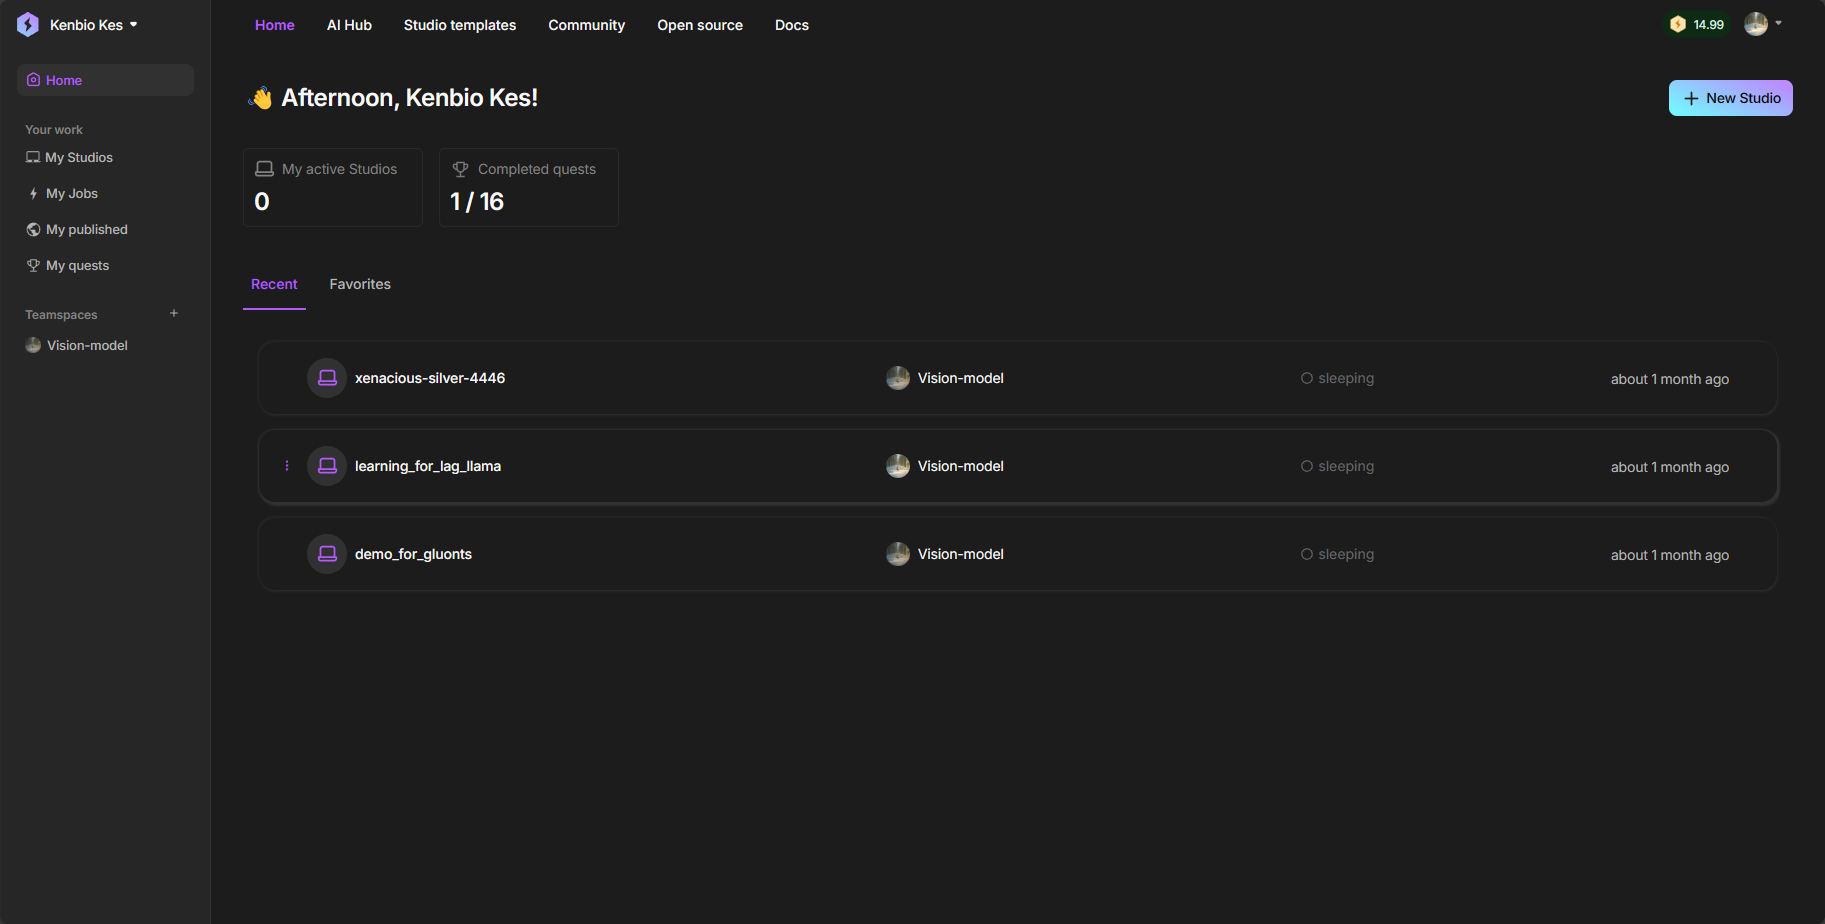 Kenbio Kes
Home
Your work
My Studios
My Jobs
My published
My quests
Teamspaces
Vision-model
Home AI Hub Studio templates Community Open source Docs
14.99
Afternoon, Kenbio Kes!
New Studio
My active Studios
0
Completed quests
1 / 16
Recent Favorites
xenacious-silver-4446 Vision-model sleeping about 1 month ago
learning_for_lag_llama Vision-model sleeping about 1 month ago
demo_for_gluonts Vision-model sleeping about 1 month ago